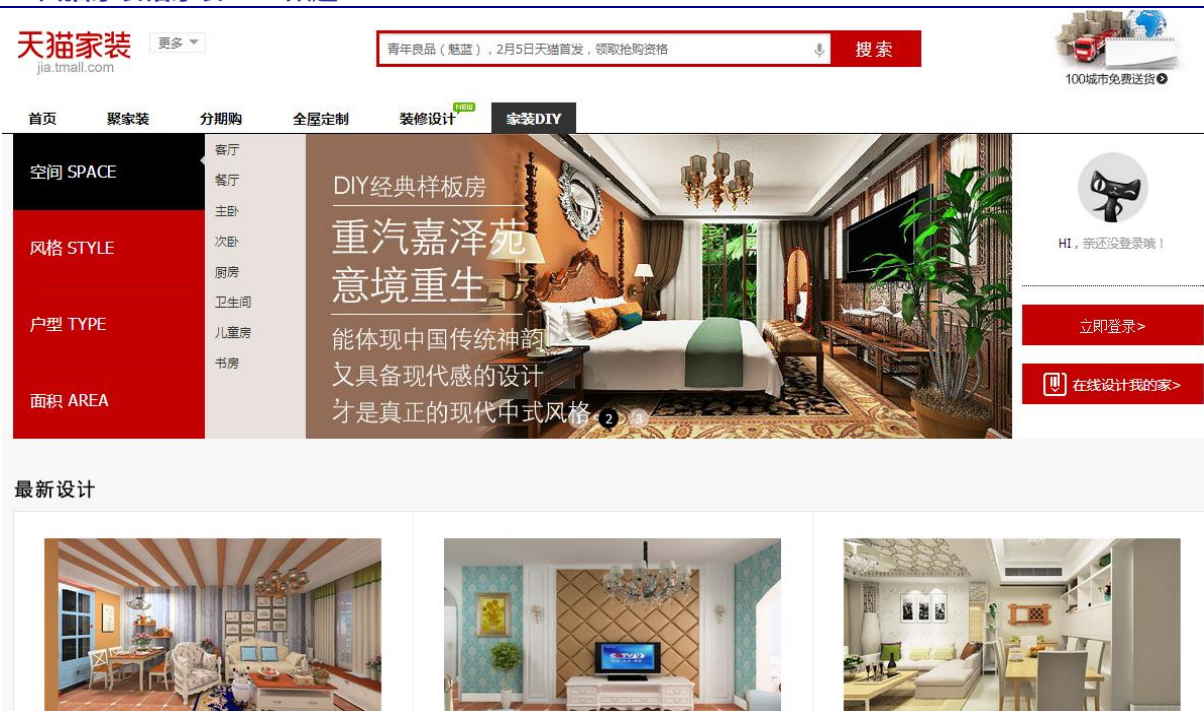 天猫家装
jia.tmall.com
更多
青年良品（魅蓝），2月5日天猫首发，领取抢购资格
搜索
100城市免费送货
首页 聚家装 分期购 全屋定制 装修设计 NEW 家装DIY
空间 SPACE
风格 STYLE
户型 TYPE
面积 AREA
客厅
餐厅
主卧
次卧
厨房
卫生间
儿童房
书房
DIY经典样板房
重汽嘉泽苑
意境重生
能体现中国传统神韵
又具备现代感的设计
才是真正的现代中式风格
2 3
HI，亲还没登录哦！
立即登录>
在线设计我的家>
最新设计